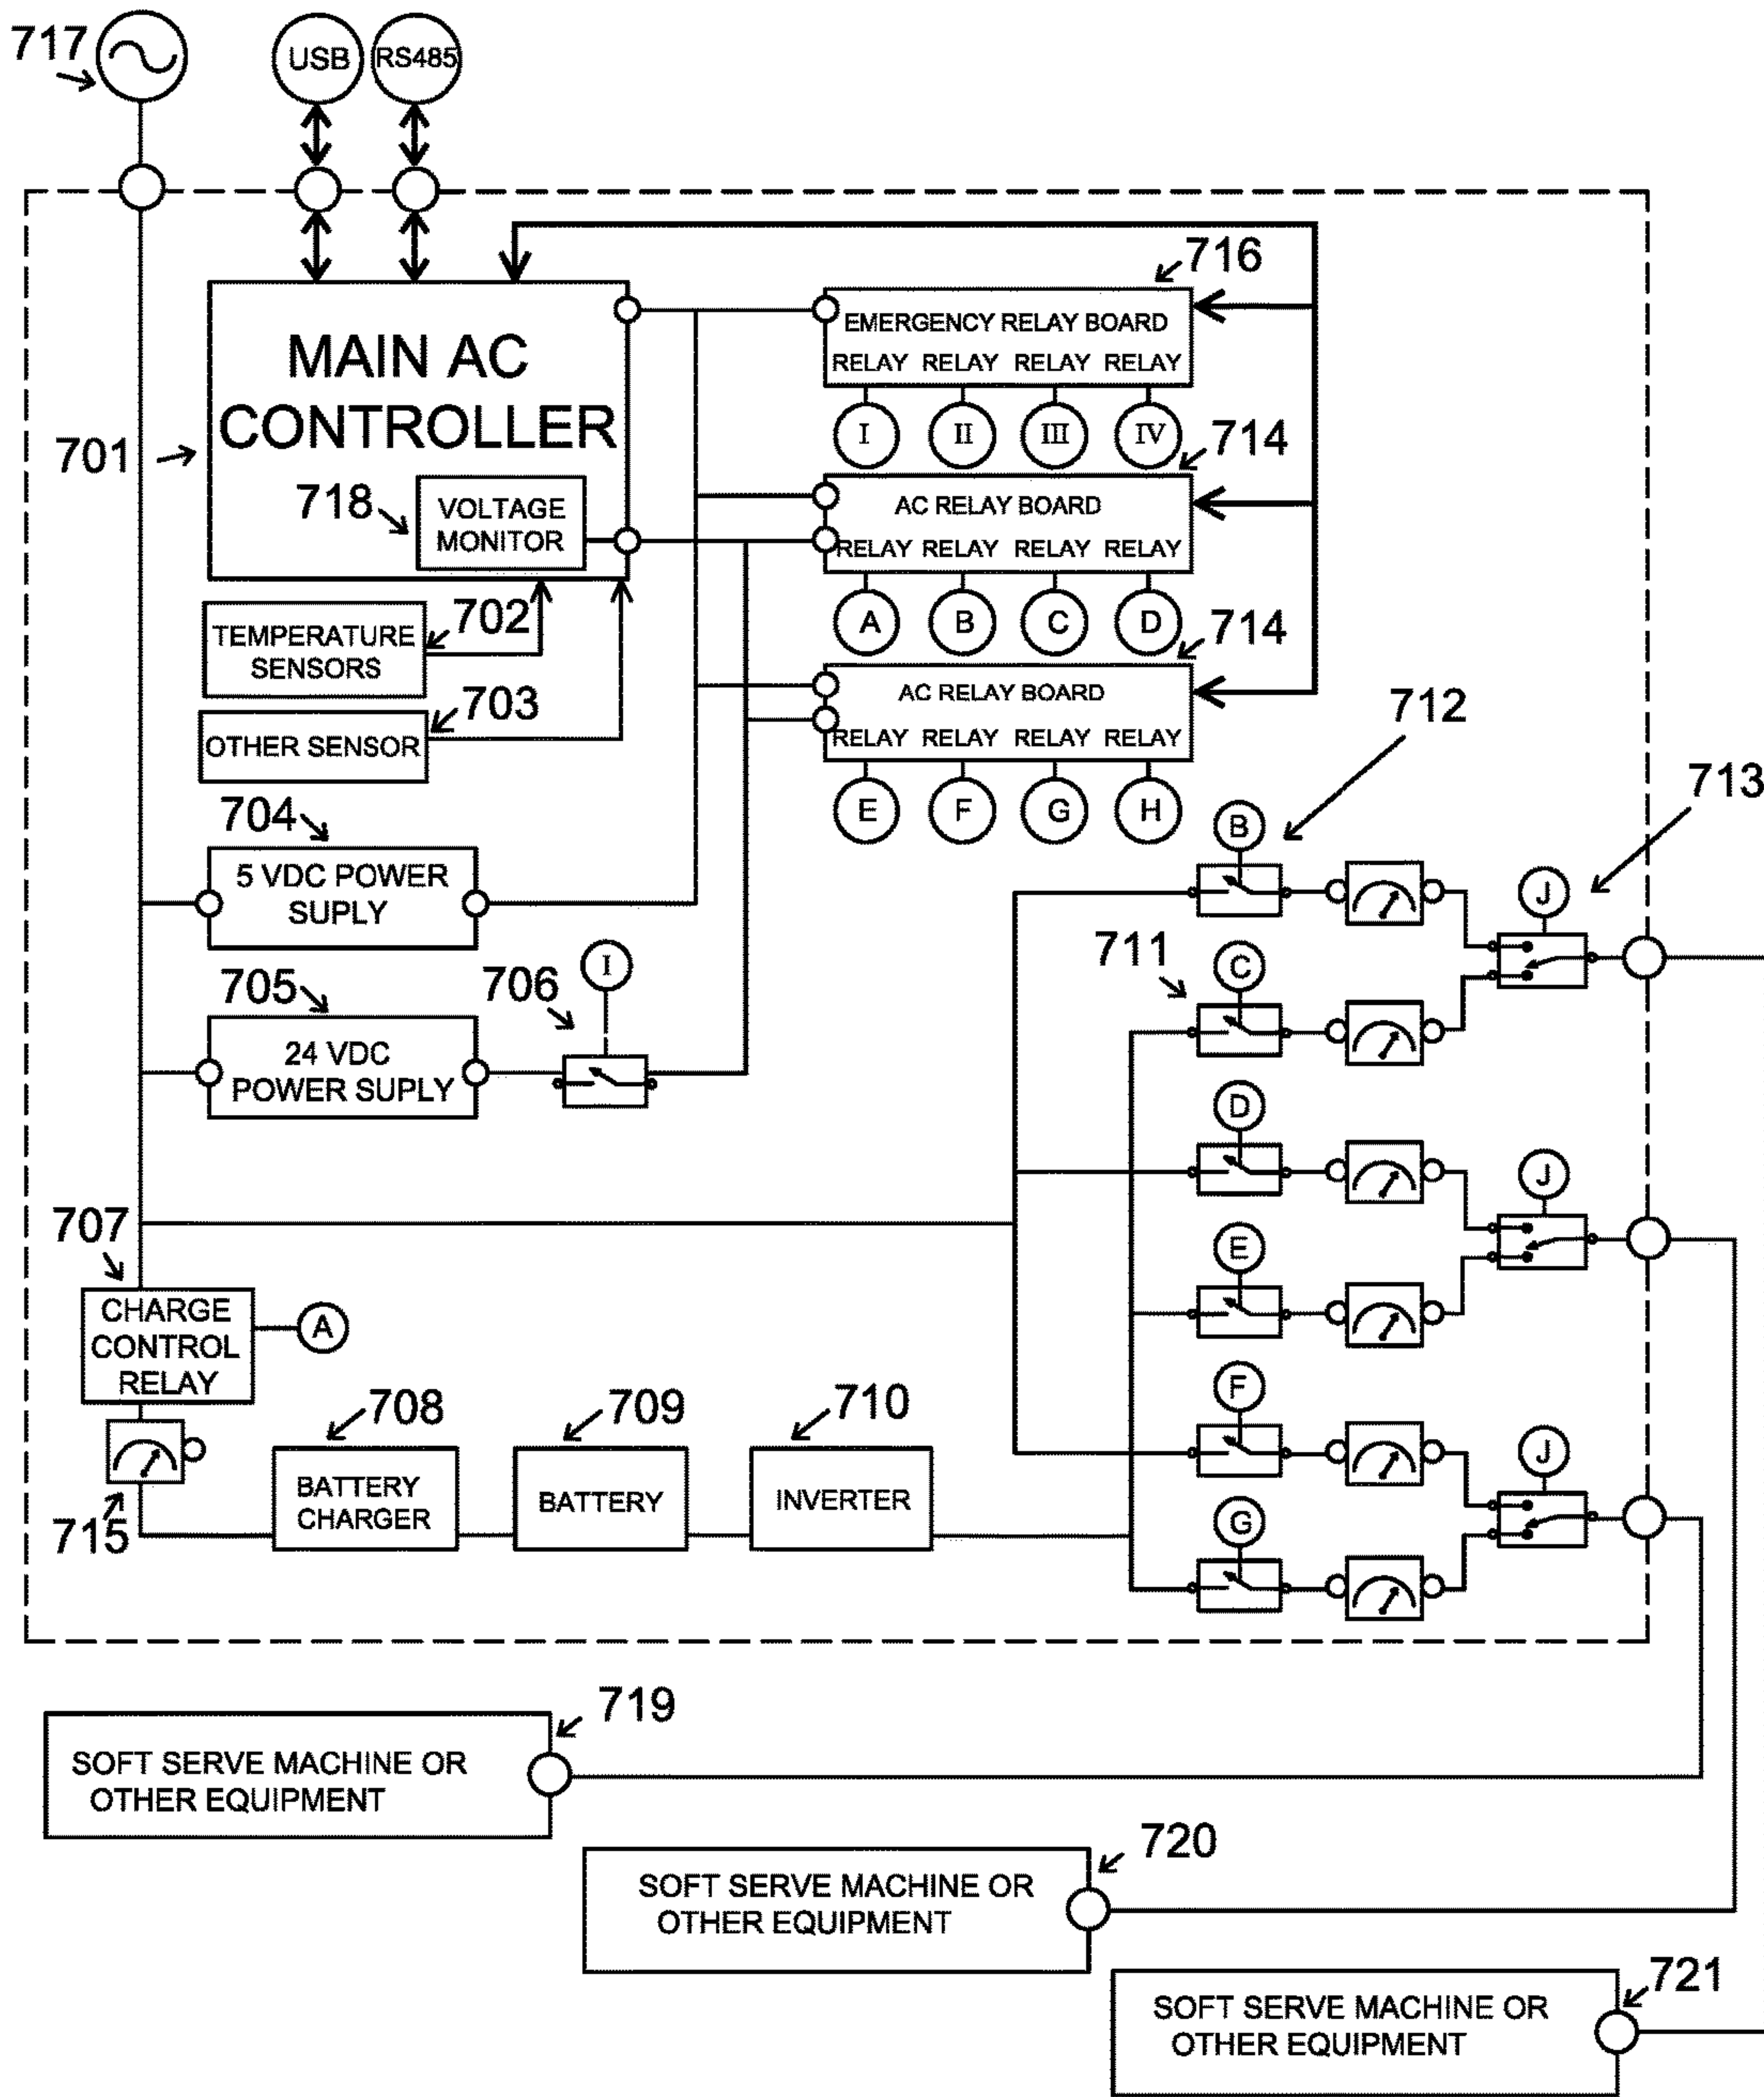 717
USB
RS485
716
MAIN AC
CONTROLLER
701
EMERGENCY RELAY BOARD
RELAY RELAY RELAY RELAY
I II III IV
714
718
VOLTAGE
MONITOR
AC RELAY BOARD
RELAY RELAY RELAY RELAY
A B C D
702
TEMPERATURE
SENSORS
714
703
OTHER SENSOR
AC RELAY BOARD
RELAY RELAY RELAY RELAY
E F G H
712
713
704
5 VDC POWER
SUPLY
B
J
711
C
705
24 VDC
POWER SUPLY
706
I
D
J
E
707
CHARGE
CONTROL
RELAY
A
F
J
G
715
708
BATTERY
CHARGER
709
BATTERY
710
INVERTER
719
SOFT SERVE MACHINE OR
OTHER EQUIPMENT
720
SOFT SERVE MACHINE OR
OTHER EQUIPMENT
721
SOFT SERVE MACHINE OR
OTHER EQUIPMENT